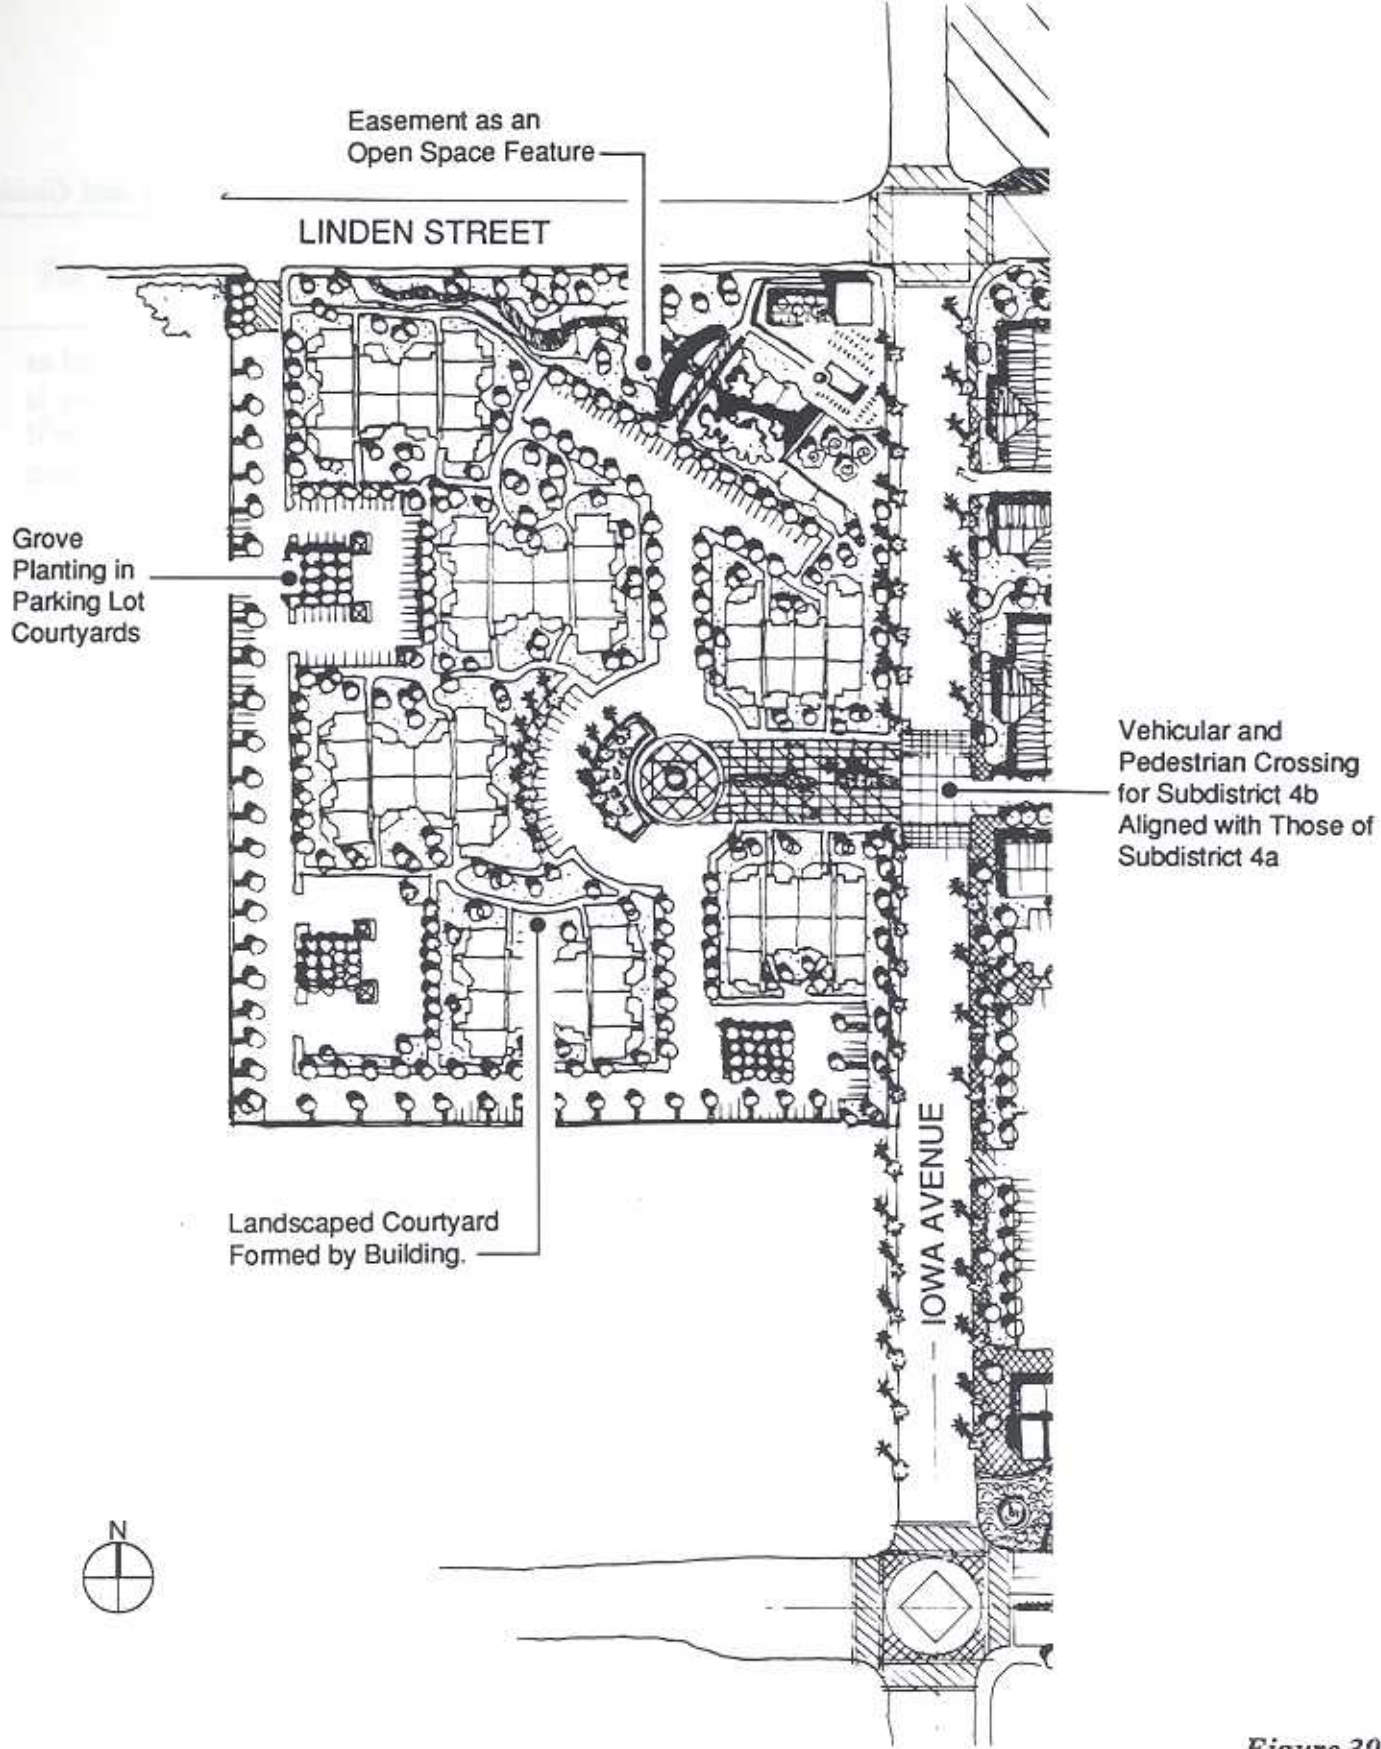 Easement as an
Open Space Feature
LINDEN STREET
Grove
Planting in
Parking Lot
Courtyards
Vehicular and
Pedestrian Crossing
for Subdistrict 4b
Aligned with Those of
Subdistrict 4a
Landscaped Courtyard
Formed by Building.
IOWA AVENUE
N